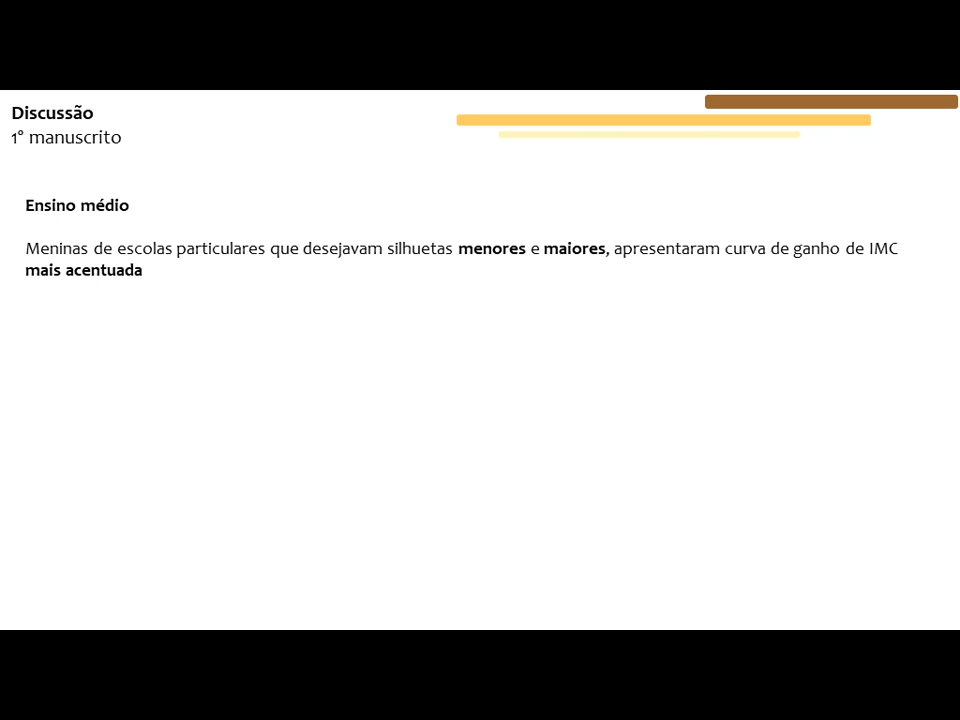 Discussão
1° manuscrito
Ensino médio
Meninas de escolas particulares que desejavam silhuetas menores e maiores, apresentaram curva de ganho de IMC
mais acentuada